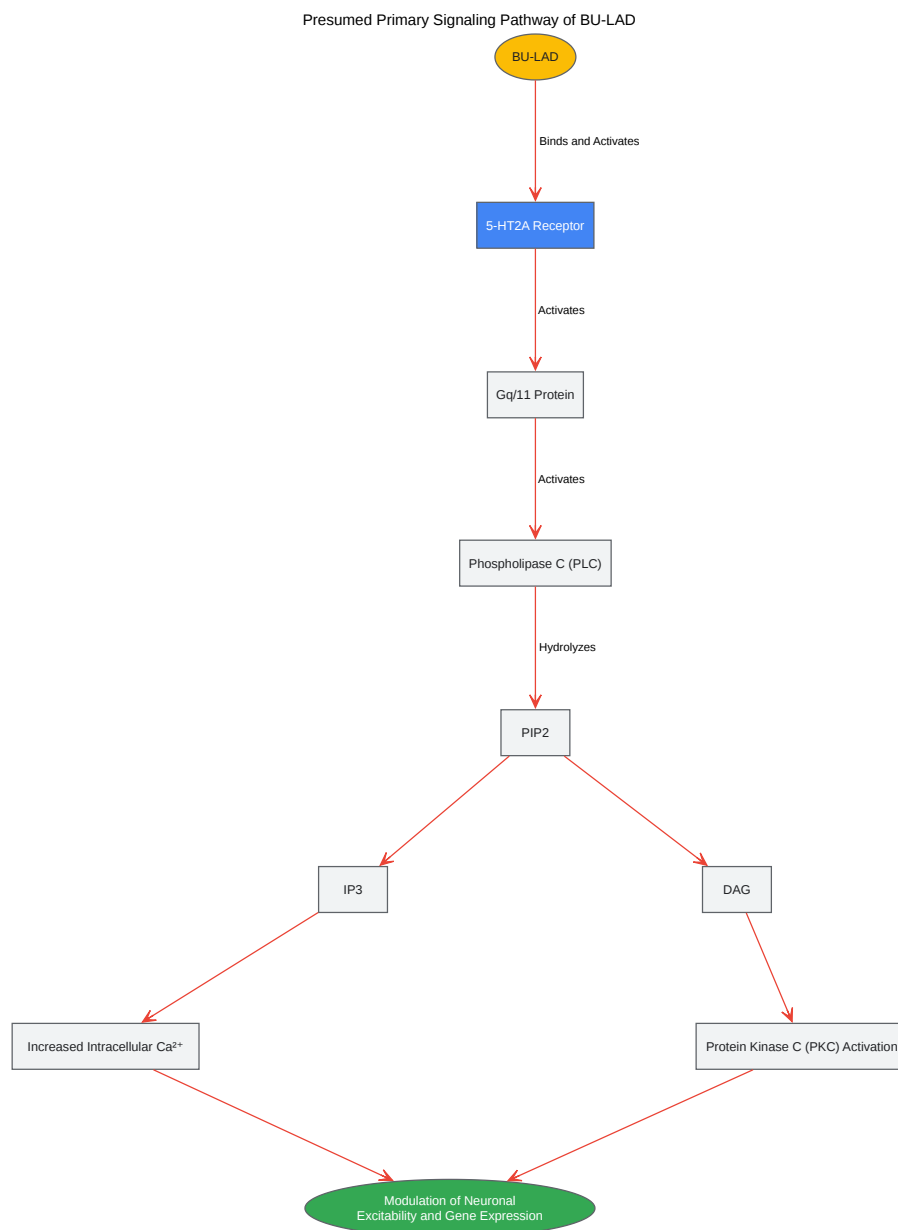 Presumed Primary Signaling Pathway of BU-LAD
BU-LAD
Binds and Activates
5-HT2A Receptor
Activates
Gq/11 Protein
Activates
Phospholipase C (PLC)
Hydrolyzes
PIP2
IP3
DAG
Increased Intracellular Ca²⁺
Protein Kinase C (PKC) Activation
Modulation of Neuronal
Excitability and Gene Expression